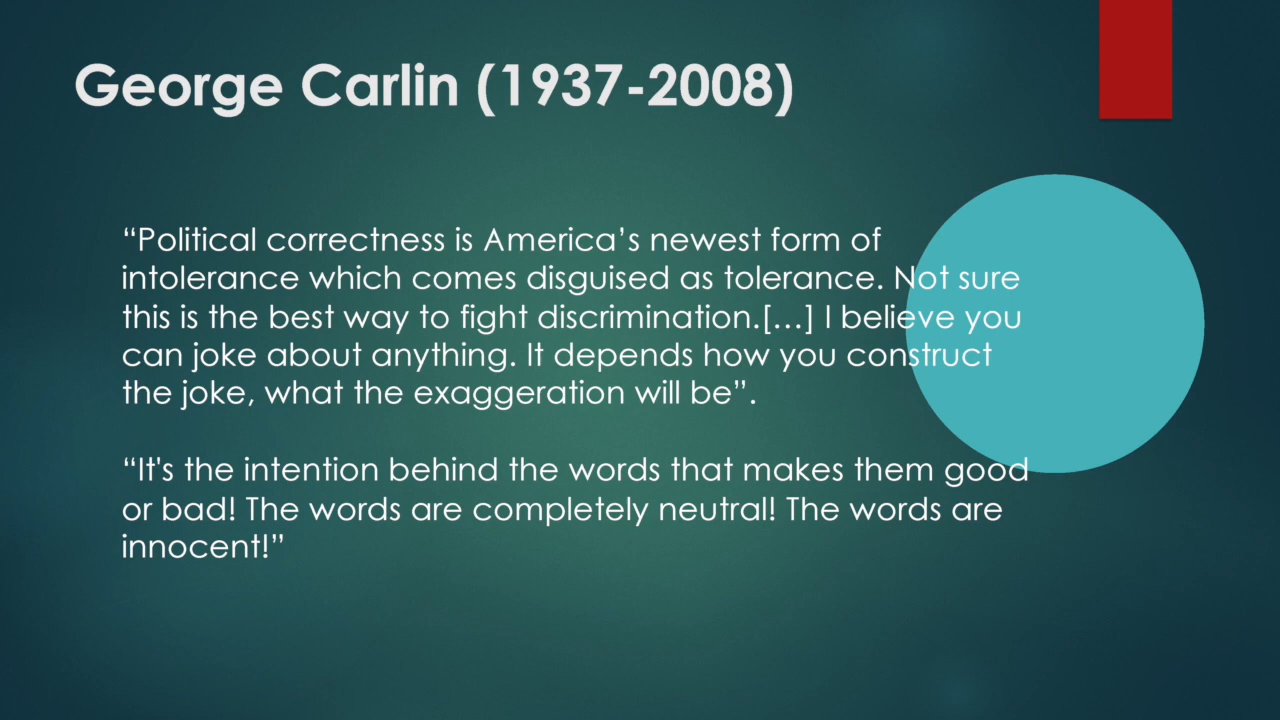 George Carlin (1937-2008)
“Political correctness is America’s newest form of
intolerance which comes disguised as tolerance. Not sure
this is the best way to fight discrimination.[…] I believe you
can joke about anything. It depends how you construct
the joke, what the exaggeration will be”.
“It's the intention behind the words that makes them good
or bad! The words are completely neutral! The words are
innocent!”